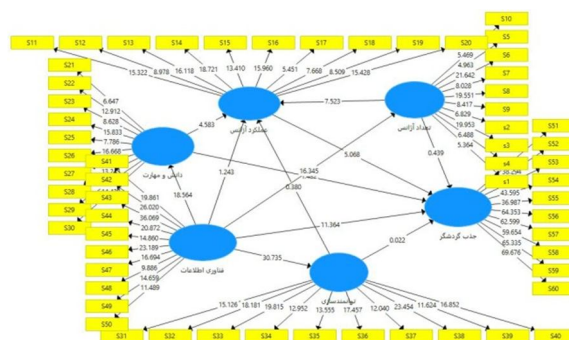 S10
S11 S12 S13 S14 S15 S16 S17 S18 S19 S20
S5
S6
S7
S8
S9
s2
s3
s4
s1
15.322 8.978 16.118 18.721 13.410 15.960 5.451 7.668 8.509 15.428
5.469
4.963
21.642
8.028
19.551
8.417
6.829
19.953
6.488
5.364
عملکرد آژانس
تعداد آژانس
7.523
4.583
5.068
0.439
1.243
16.345
0.380
S21
S22
S23
S24
S25
S26
S27
S28
S29
S30
6.647
12.912
8.628
15.833
7.786
16.668
دانش و مهارت
18.564
S41
S42
S43
S44
S45
S46
S47
S48
S49
S50
19.861
26.020
36.069
20.872
14.860
23.189
16.694
9.886
14.659
11.489
فناوری اطلاعات
11.364
30.735
0.022
توانمندسازی
جذب گردشگر
S51
S52
S53
S54
S55
S56
S57
S58
S59
S60
38.294
43.595
36.987
64.353
62.599
59.654
65.335
69.676
15.126 18.181 19.815 12.952 13.555 17.457 12.040 23.454 11.624 16.852
S31 S32 S33 S34 S35 S36 S37 S38 S39 S40